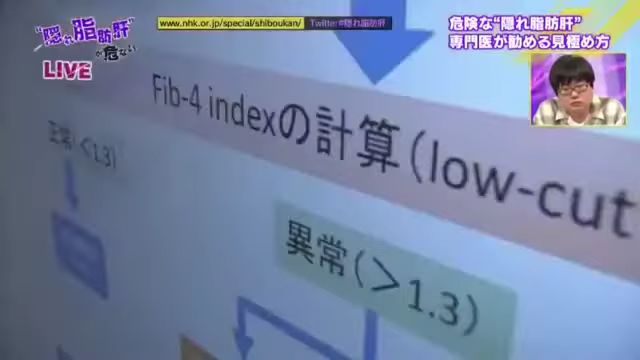 “隠れ脂肪肝”
が危ない！
LIVE
www.nhk.or.jp/special/shiboukan/
Twitter#隠れ脂肪肝
危険な“隠れ脂肪肝”
専門医が勧める見極め方
Fib-4 indexの計算(low-cut
正常(<1.3)
異常(>1.3)